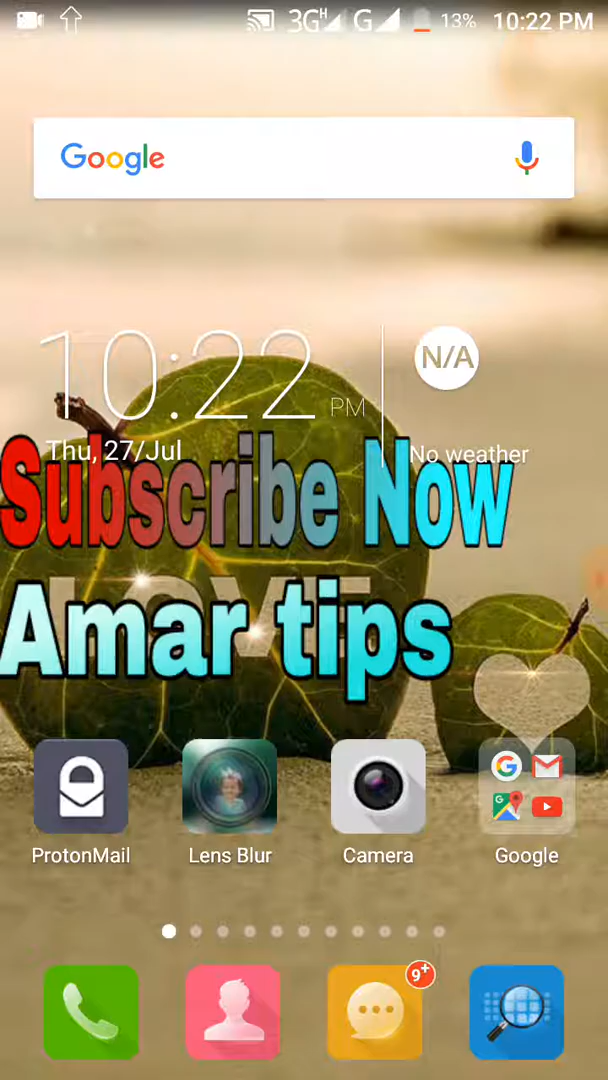 3G H G 13% 10:22 PM
Google
10:22 PM
N/A
Thu, 27/Jul
No weather
Subscribe Now
LOVE
Amar tips
G
ProtonMail
Lens Blur
Camera
Google
9+